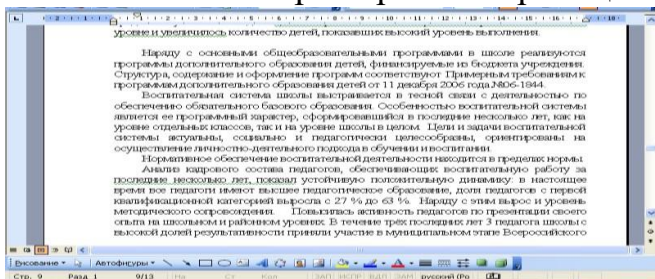 уровне и увеличилось количество детей, показавших высокий уровень выполнения.
Наряду с основными общеобразовательными программами в школе реализуются
программы дополнительного образования детей, финансируемые из бюджета учреждения.
Структура, содержание и оформление программ соответствуют Примерным требованиям к
программам дополнительного образования детей от 11 декабря 2006 года №06-1844.
Воспитательная система школы выстраивается в тесной связи с деятельностью по
обеспечению обязательного базового образования. Особенностью воспитательной системы
является ее программный характер, сформировавшийся в последние несколько лет, как на
уровне отдельных классов, так и на уровне школы в целом. Цели и задачи воспитательной
системы актуальны, социально и педагогически целесообразны, ориентированы на
осуществление личностно-деятельного подхода в обучении и воспитании.
Нормативное обеспечение воспитательной деятельности находится в пределах нормы.
Анализ кадрового состава педагогов, обеспечивающих воспитательную работу за
последние несколько лет, показал устойчивую положительную динамику: в настоящее
время все педагоги имеют высшее педагогическое образование, доля педагогов с первой
квалификационной категорией выросла с 27 % до 63 %. Наряду с этим вырос и уровень
методического сопровождения. Повысилась активность педагогов по презентации своего
опыта на школьном и районном уровнях. В течение трёх последних лет 3 педагога школы с
высокой долей результативности приняли участие в муниципальном этапе Всероссийского
Рисование Автофигуры
Стр. 9 Разд 1 9/13 На Ст Кол ЗАП ИСПР ВДЛ ЗАМ русский (Ро